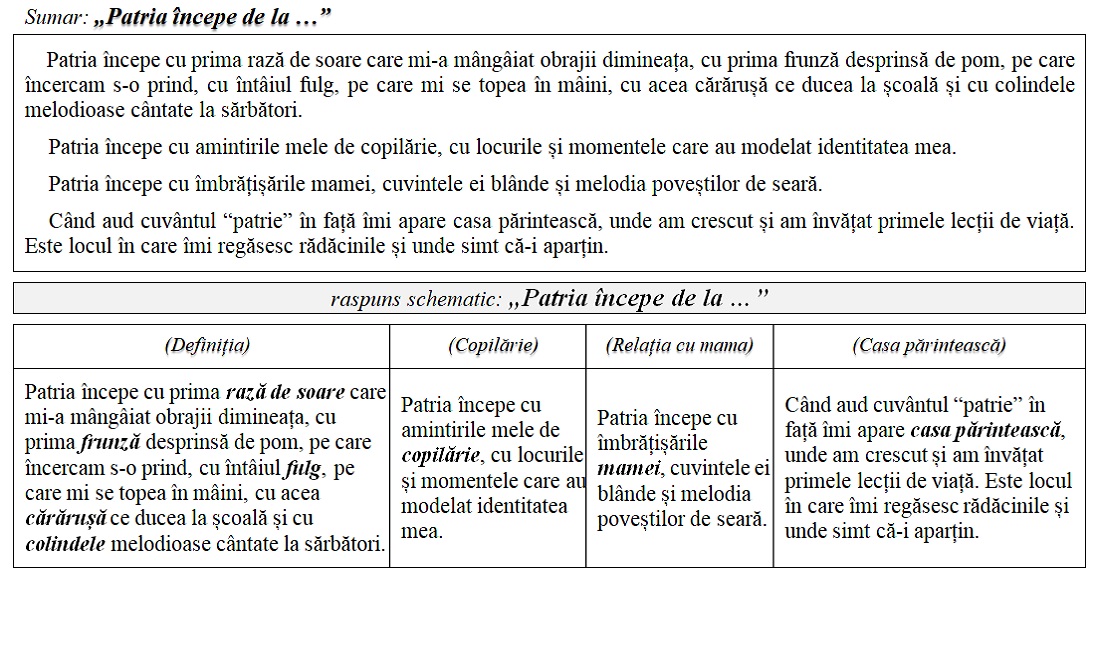 Sumar: „Patria începe de la …”
Patria începe cu prima rază de soare care mi-a mângâiat obrajii dimineața, cu prima frunză desprinsă de pom, pe care
încercam s-o prind, cu întâiul fulg, pe care mi se topea în mâini, cu acea cărărușă ce ducea la școală și cu colindele
melodioase cântate la sărbători.
Patria începe cu amintirile mele de copilărie, cu locurile și momentele care au modelat identitatea mea.
Patria începe cu îmbrățișările mamei, cuvintele ei blânde și melodia poveștilor de seară.
Când aud cuvântul “patrie” în față îmi apare casa părintească, unde am crescut și am învățat primele lecții de viață.
Este locul în care îmi regăsesc rădăcinile și unde simt că-i aparțin.
raspuns schematic: „Patria începe de la … ”
(Definiția)
(Copilărie)
(Relația cu mama)
(Casa părintească)
Patria începe cu prima rază de soare care
mi-a mângâiat obrajii dimineața, cu
prima frunză desprinsă de pom, pe care
încercam s-o prind, cu întâiul fulg, pe
care mi se topea în mâini, cu acea
cărărușă ce ducea la școală și cu
colindele melodioase cântate la sărbători.
Patria începe cu
amintirile mele de
copilărie, cu locurile
și momentele care au
modelat identitatea
mea.
Patria începe cu
îmbrățișările
mamei, cuvintele ei
blânde și melodia
poveștilor de seară.
Când aud cuvântul “patrie” în
față îmi apare casa părintească,
unde am crescut și am învățat
primele lecții de viață. Este locul
în care îmi regăsesc rădăcinile și
unde simt că-i aparțin.